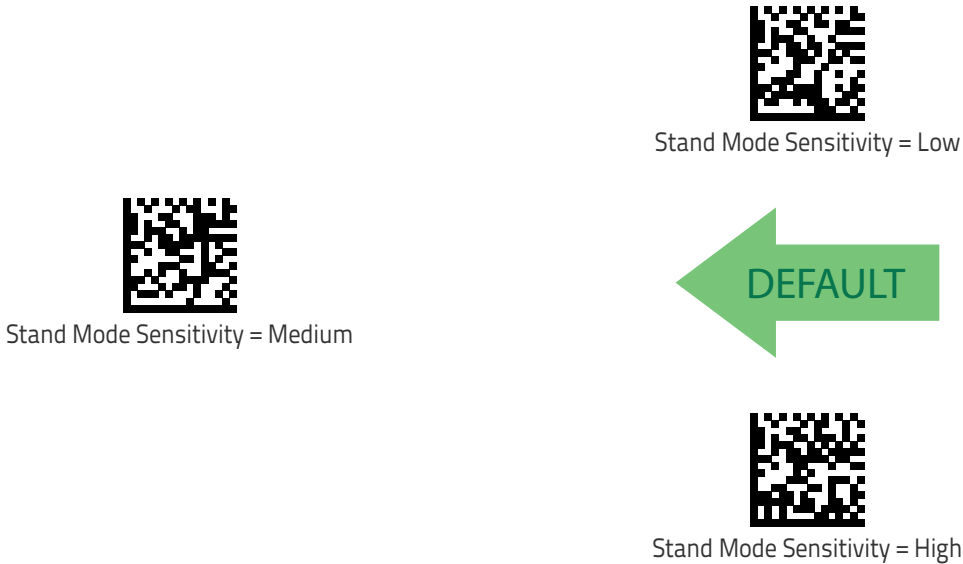 Stand Mode Sensitivity = Low
Stand Mode Sensitivity = Medium
DEFAULT
Stand Mode Sensitivity = High